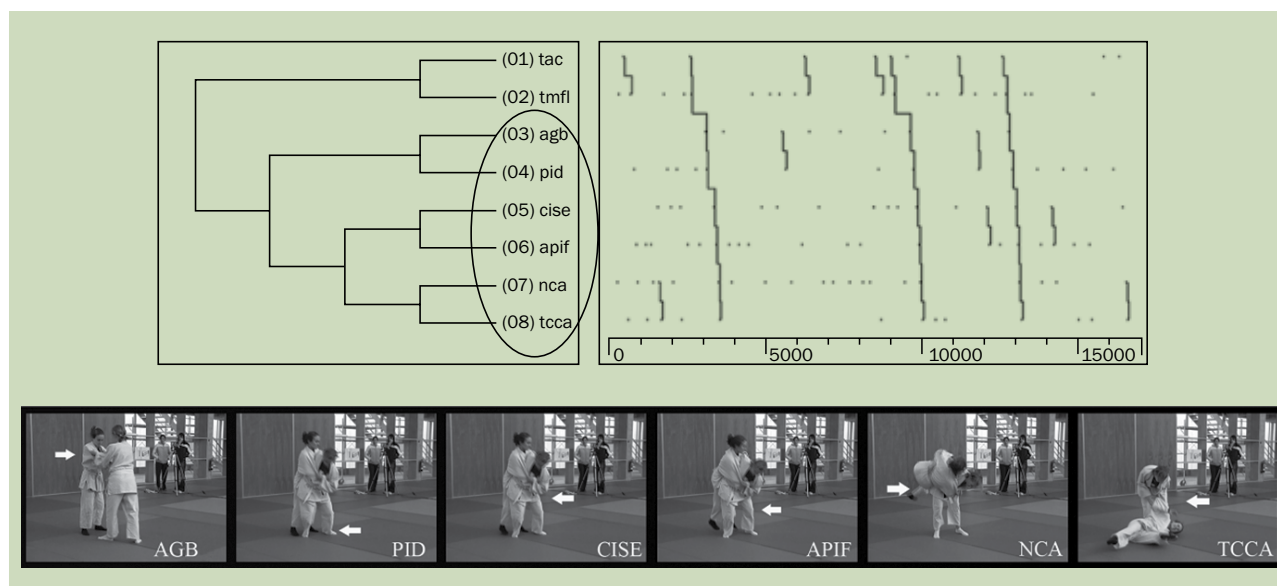 (01) tac
(02) tmfl
(03) agb
(04) pid
(05) cise
(06) apif
(07) nca
(08) tcca
0 5000 10000 15000
AGB PID CISE APIF NCA TCCA